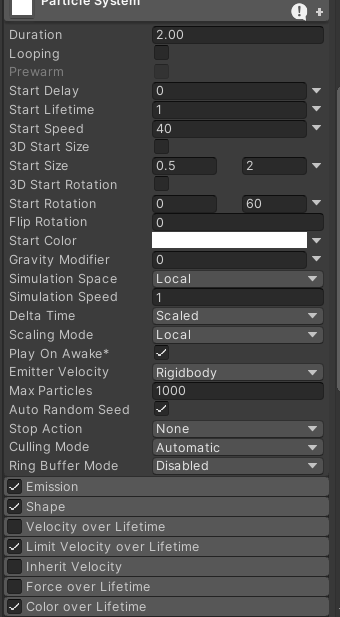 Particle System
Duration 2.00
Looping
Prewarm
Start Delay 0
Start Lifetime 1
Start Speed 40
3D Start Size
Start Size 0.5 2
3D Start Rotation
Start Rotation 0 60
Flip Rotation 0
Start Color
Gravity Modifier 0
Simulation Space Local
Simulation Speed 1
Delta Time Scaled
Scaling Mode Local
Play On Awake*
Emitter Velocity Rigidbody
Max Particles 1000
Auto Random Seed
Stop Action None
Culling Mode Automatic
Ring Buffer Mode Disabled
Emission
Shape
Velocity over Lifetime
Limit Velocity over Lifetime
Inherit Velocity
Force over Lifetime
Color over Lifetime